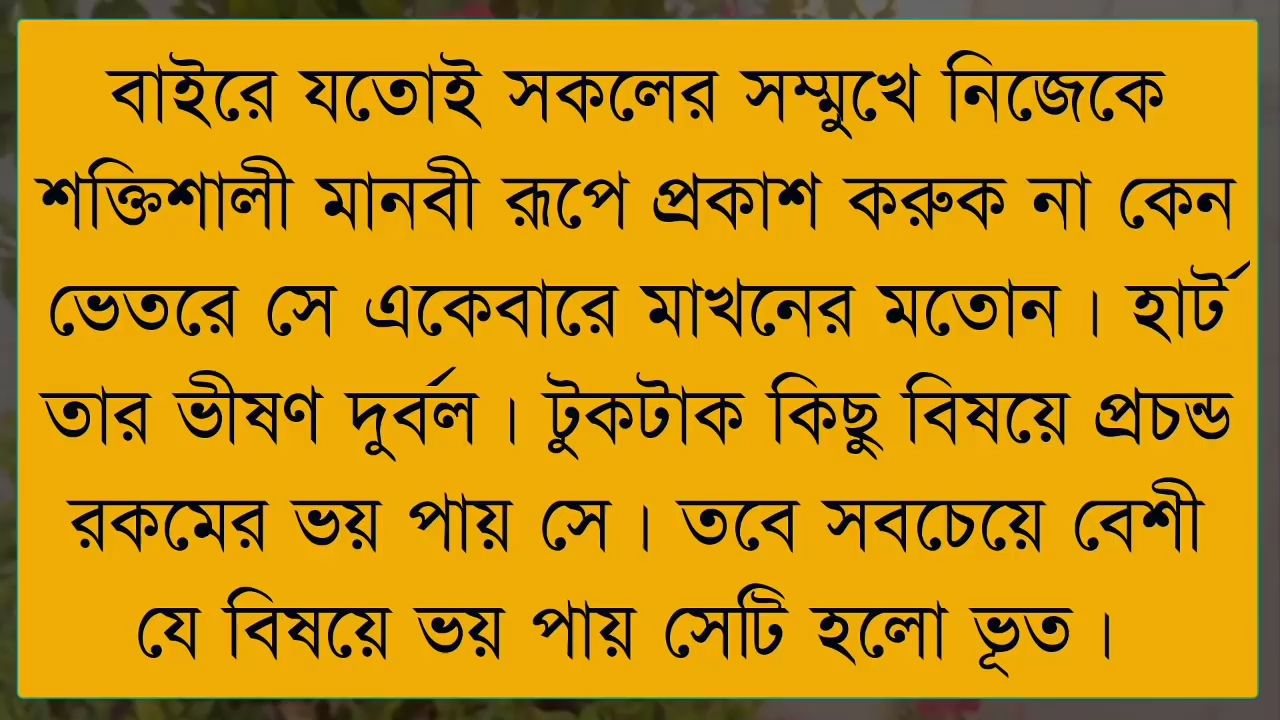 বাইরে যতোই সকলের সম্মুখে নিজেকে
শক্তিশালী মানবী রূপে প্রকাশ করুক না কেন
ভেতরে সে একেবারে মাখনের মতোন। হার্ট
তার ভীষণ দুর্বল। টুকটাক কিছু বিষয়ে প্রচন্ড
রকমের ভয় পায় সে। তবে সবচেয়ে বেশী
যে বিষয়ে ভয় পায় সেটি হলো ভূত।